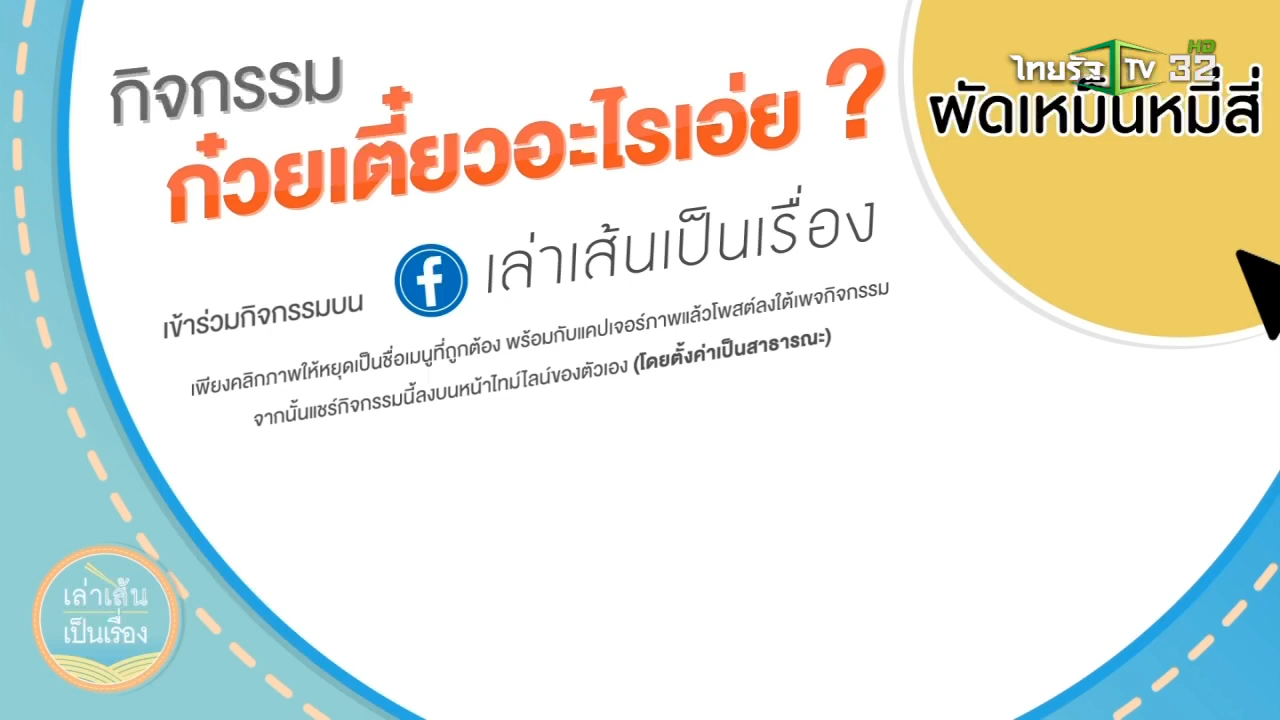 กิจกรรม
ก๋วยเตี๋ยวอะไรเอ่ย ?
เล่าเส้นเป็นเรื่อง
เข้าร่วมกิจกรรมบน
เพียงคลิกภาพให้หยุดเป็นชื่อเมนูที่ถูกต้อง พร้อมกับแคปเจอร์ภาพแล้วโพสต์ลงใต้เพจกิจกรรม
จากนั้นแชร์กิจกรรมนี้ลงบนหน้าไทม์ไลน์ของตัวเอง (โดยตั้งค่าเป็นสาธารณะ)
ไทยรัฐ TV 32 HD
ผัดเหมี็นหมี่สี่
เล่าเส้น
เป็นเรื่อง